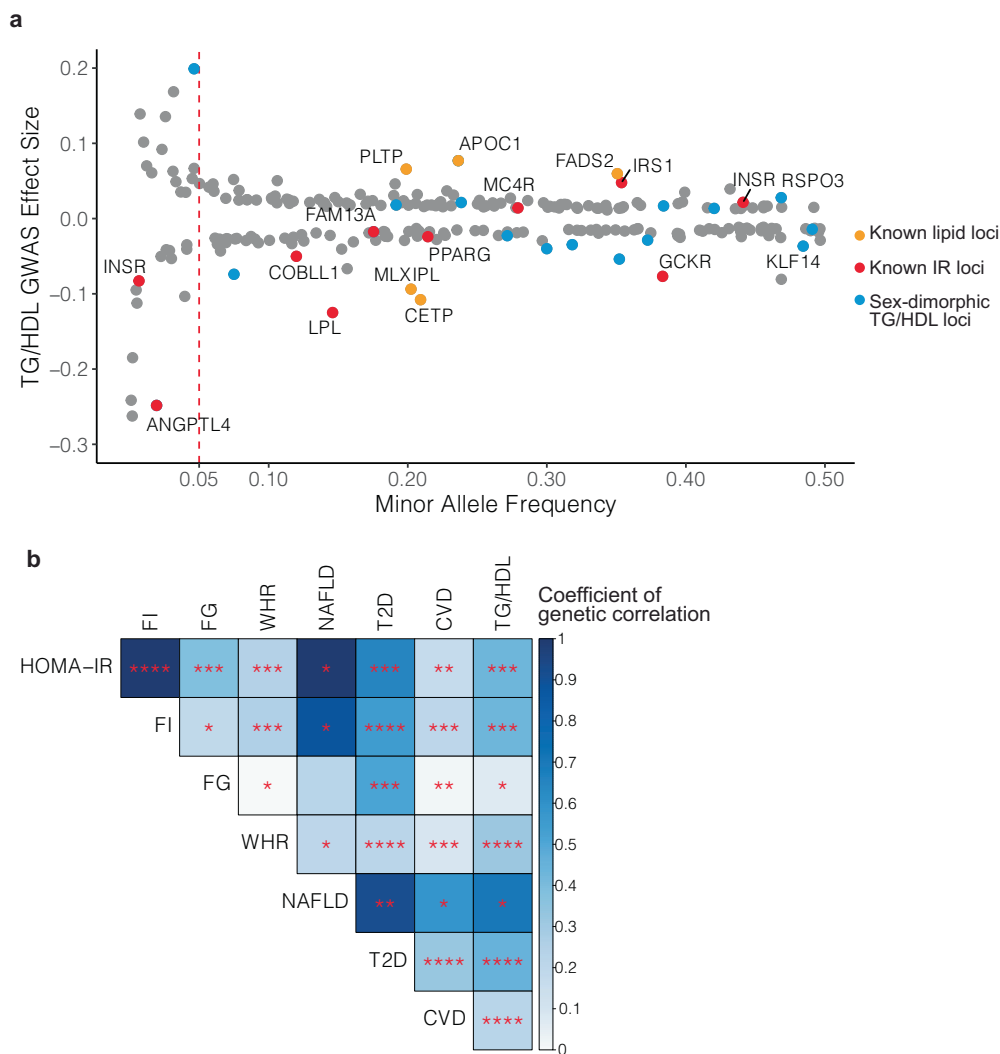 a
TG/HDL GWAS Effect Size
0.2
0.1
0.0
−0.1
−0.2
−0.3
PLTP
APOC1
FADS2
IRS1
MC4R
INSR
RSPO3
FAM13A
PPARG
INSR
COBLL1
MLXIPL
GCKR
KLF14
CETP
LPL
ANGPTL4
Known lipid loci
Known IR loci
Sex-dimorphic
TG/HDL loci
0.05
0.10
0.20
0.30
0.40
0.50
Minor Allele Frequency
b
FI
FG
WHR
NAFLD
T2D
CVD
TG/HDL
Coefficient of
genetic correlation
HOMA−IR
**** *** *** * *** ** ***
FI
* *** * **** *** ***
FG
* *** ** *
WHR
* **** *** ****
NAFLD
** * *
T2D
**** ****
CVD
****
1
0.9
0.8
0.7
0.6
0.5
0.4
0.3
0.2
0.1
0